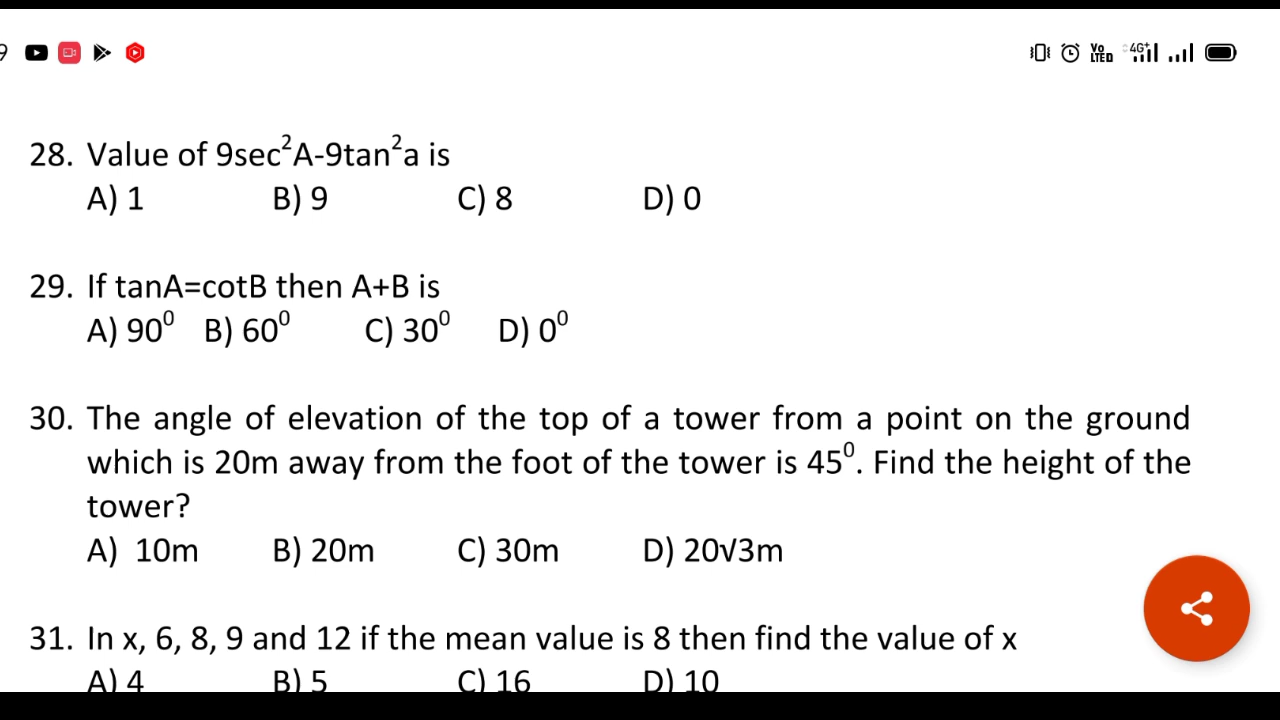 9
Vo LTED 4G+
28. Value of 9sec²A-9tan²a is
A) 1 B) 9 C) 8 D) 0
29. If tanA=cotB then A+B is
A) 90⁰ B) 60⁰ C) 30⁰ D) 0⁰
30. The angle of elevation of the top of a tower from a point on the ground
which is 20m away from the foot of the tower is 45⁰. Find the height of the
tower?
A) 10m B) 20m C) 30m D) 20√3m
31. In x, 6, 8, 9 and 12 if the mean value is 8 then find the value of x
A) 4 B) 5 C) 16 D) 10